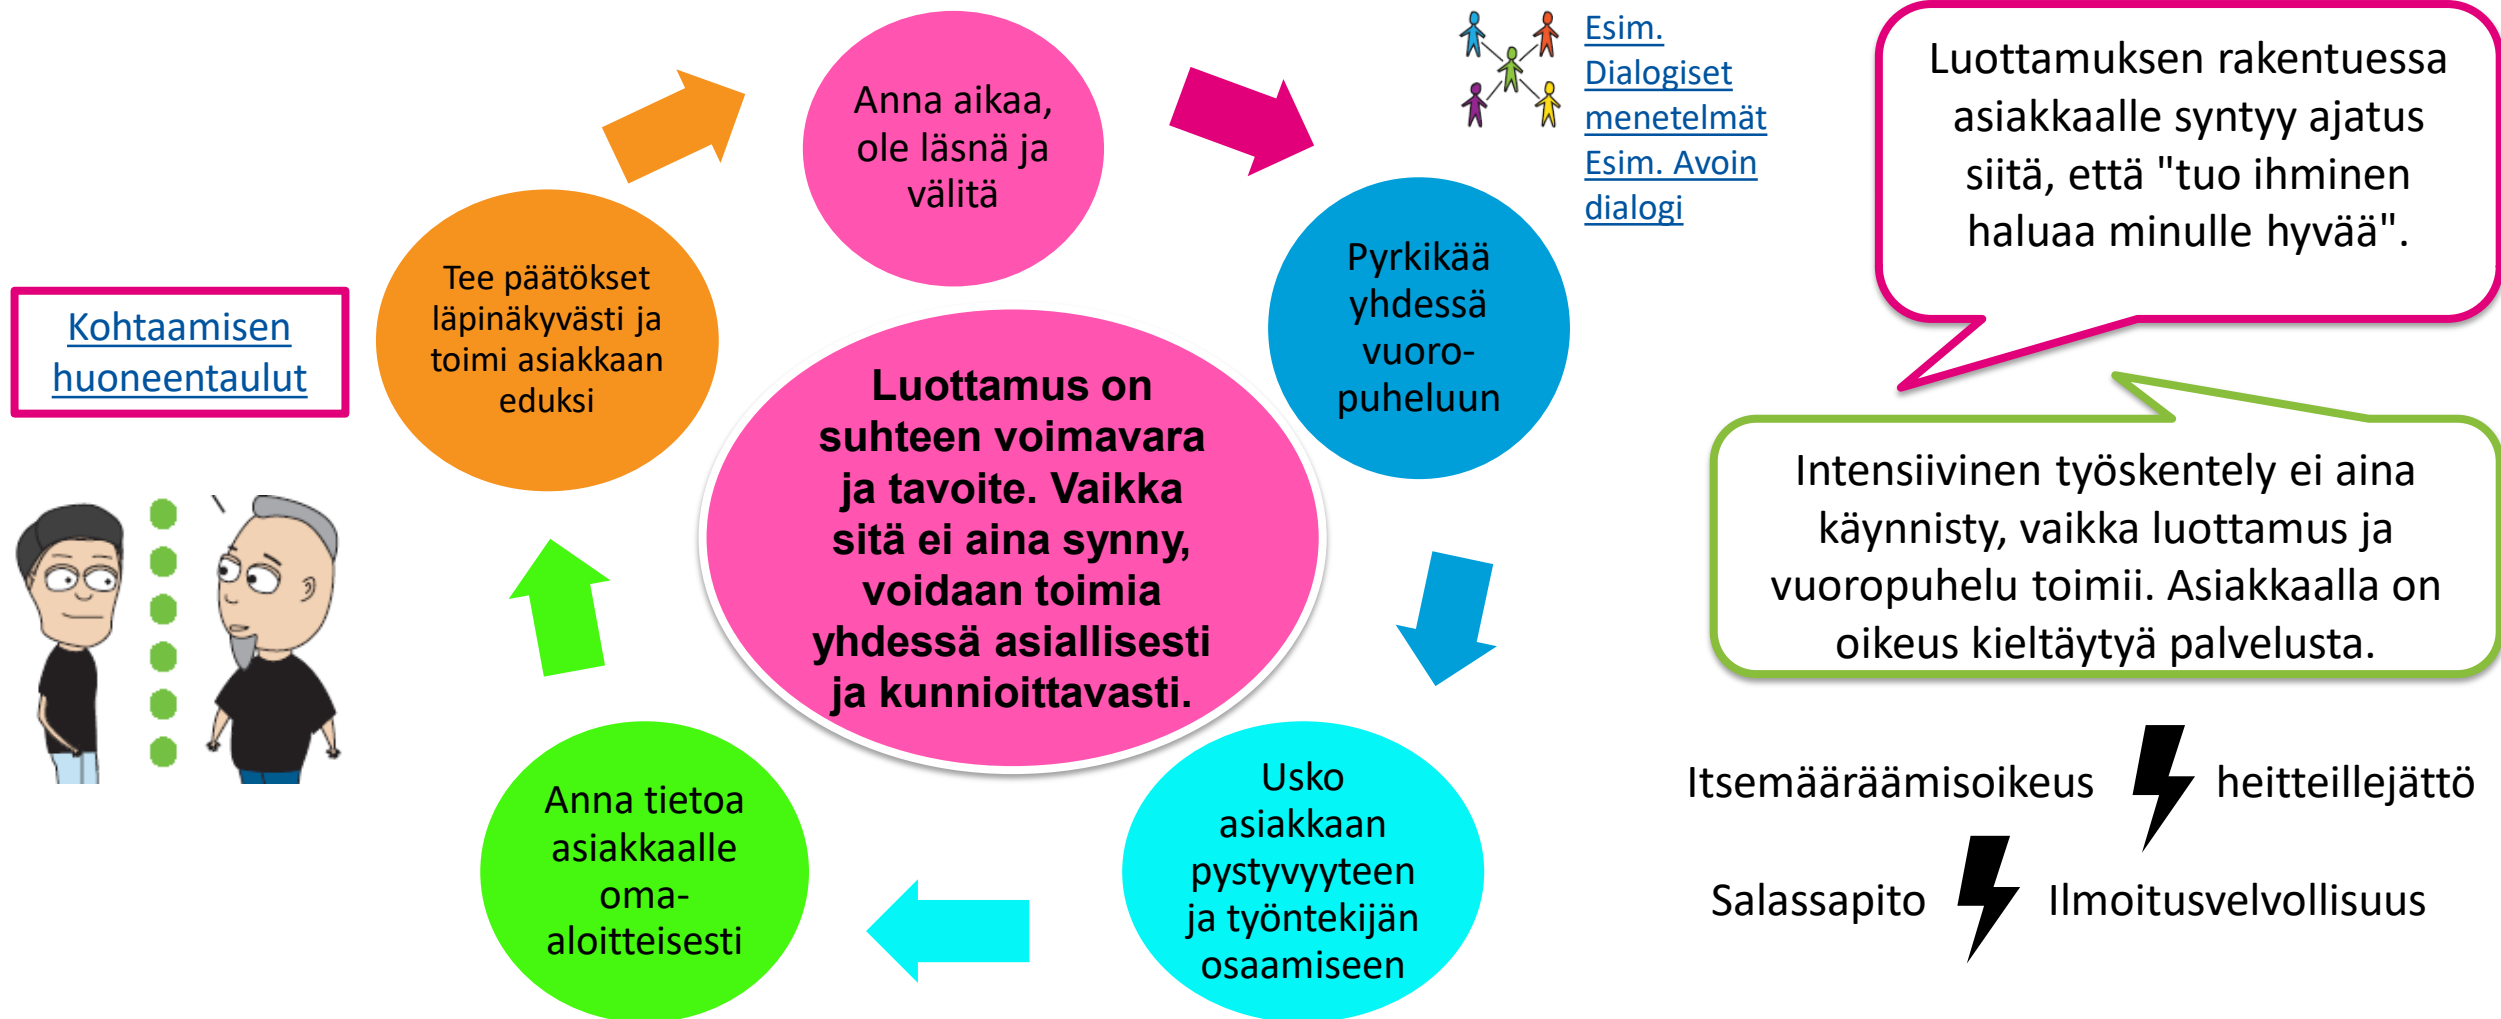 Anna aikaa,
ole läsnä ja
välitä
Esim.
Dialogiset
menetelmät
Esim. Avoin
dialogi
Luottamuksen rakentuessa
asiakkaalle syntyy ajatus
siitä, että "tuo ihminen
haluaa minulle hyvää".
Pyrkikää
yhdessä
vuoro-
puheluun
Tee päätökset
läpinäkyvästi ja
toimi asiakkaan
eduksi
Kohtaamisen
huoneentaulut
Luottamus on
suhteen voimavara
ja tavoite. Vaikka
sitä ei aina synny,
voidaan toimia
yhdessä asiallisesti
ja kunnioittavasti.
Intensiivinen työskentely ei aina
käynnisty, vaikka luottamus ja
vuoropuhelu toimii. Asiakkaalla on
oikeus kieltäytyä palvelusta.
Usko
asiakkaan
pystyvyyteen
ja työntekijän
osaamiseen
Anna tietoa
asiakkaalle
oma-
aloitteisesti
Itsemääräämisoikeus heitteillejättö
Salassapito Ilmoitusvelvollisuus